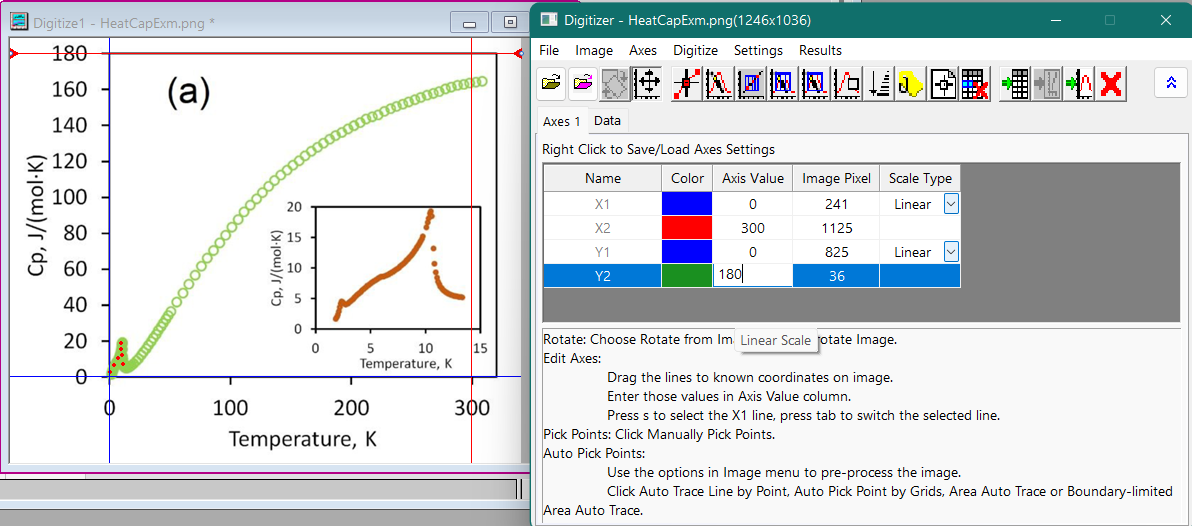 Digitize1 - HeatCapExm.png *
180
160
140
120
100
80
60
40
20
0
Cp, J/(mol·K)
(a)
20
15
10
5
0
Cp, J/(mol·K)
0 5 10 15
Temperature, K
0 100 200 300
Temperature, K
Digitizer - HeatCapExm.png(1246x1036)
File Image Axes Digitize Settings Results
Axes 1 Data
Right Click to Save/Load Axes Settings
Name Color Axis Value Image Pixel Scale Type
X1 0 241 Linear
X2 300 1125
Y1 0 825 Linear
Y2 180 36
Linear Scale
Rotate: Choose Rotate from Im otate Image.
Edit Axes:
Drag the lines to known coordinates on image.
Enter those values in Axis Value column.
Press s to select the X1 line, press tab to switch the selected line.
Pick Points: Click Manually Pick Points.
Auto Pick Points:
Use the options in Image menu to pre-process the image.
Click Auto Trace Line by Point, Auto Pick Point by Grids, Area Auto Trace or Boundary-limited
Area Auto Trace.